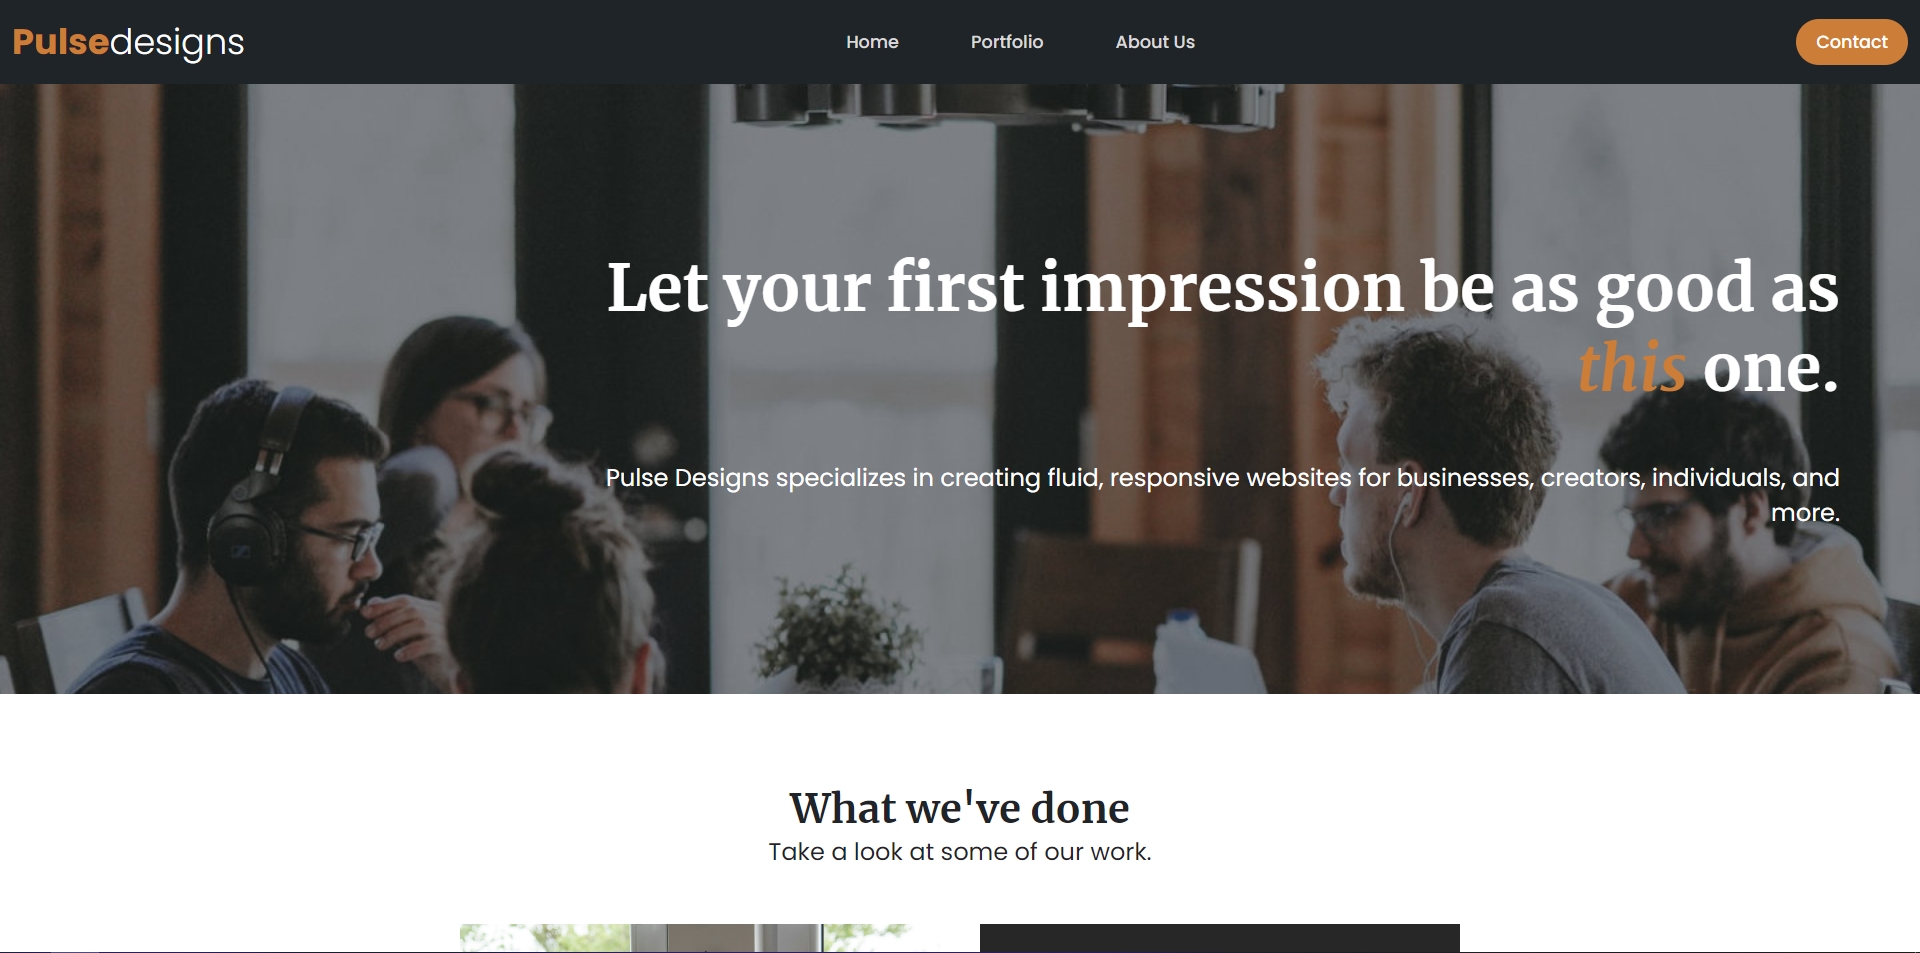 Pulsedesigns
Home
Portfolio
About Us
Contact
Let your first impression be as good as
this one.
Pulse Designs specializes in creating fluid, responsive websites for businesses, creators, individuals, and
more.
What we've done
Take a look at some of our work.